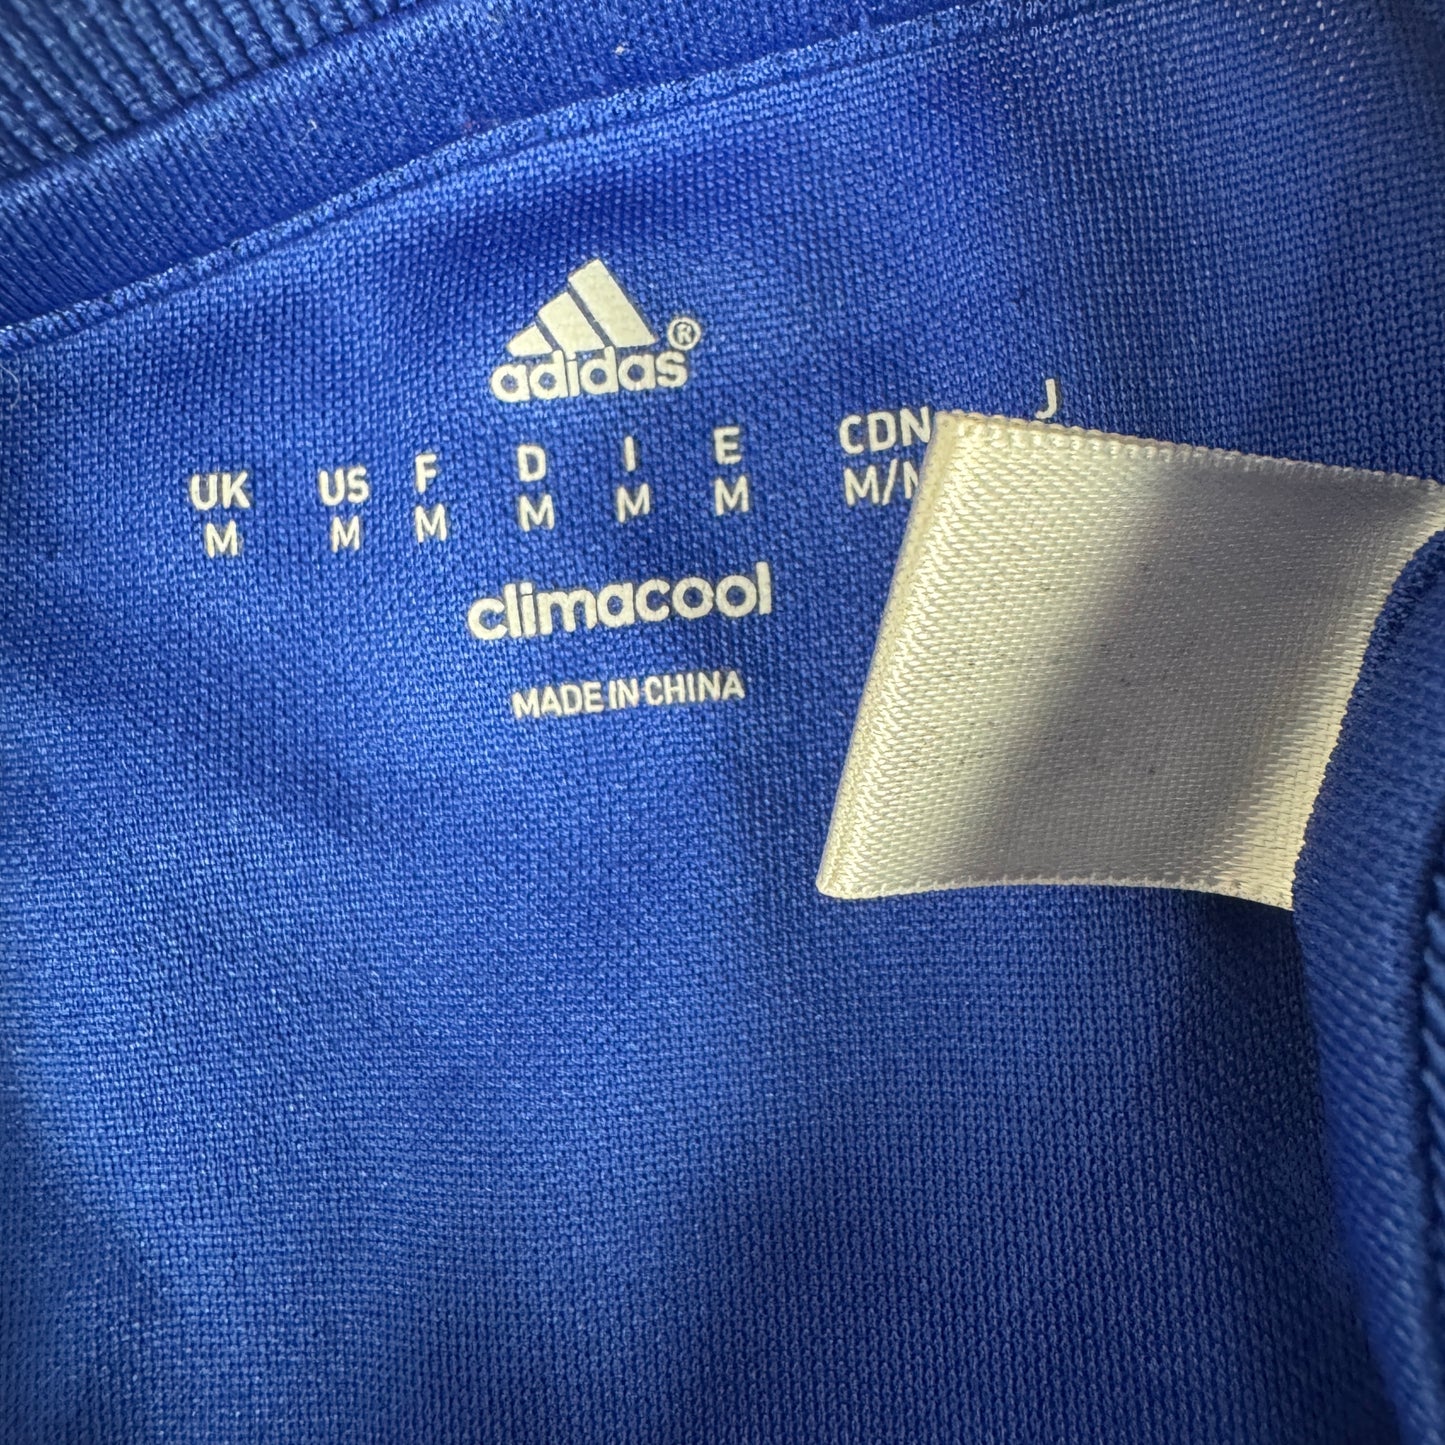 adidas®
UK US F D I E CDN J
M M M M M M M/
climacool
MADE IN CHINA